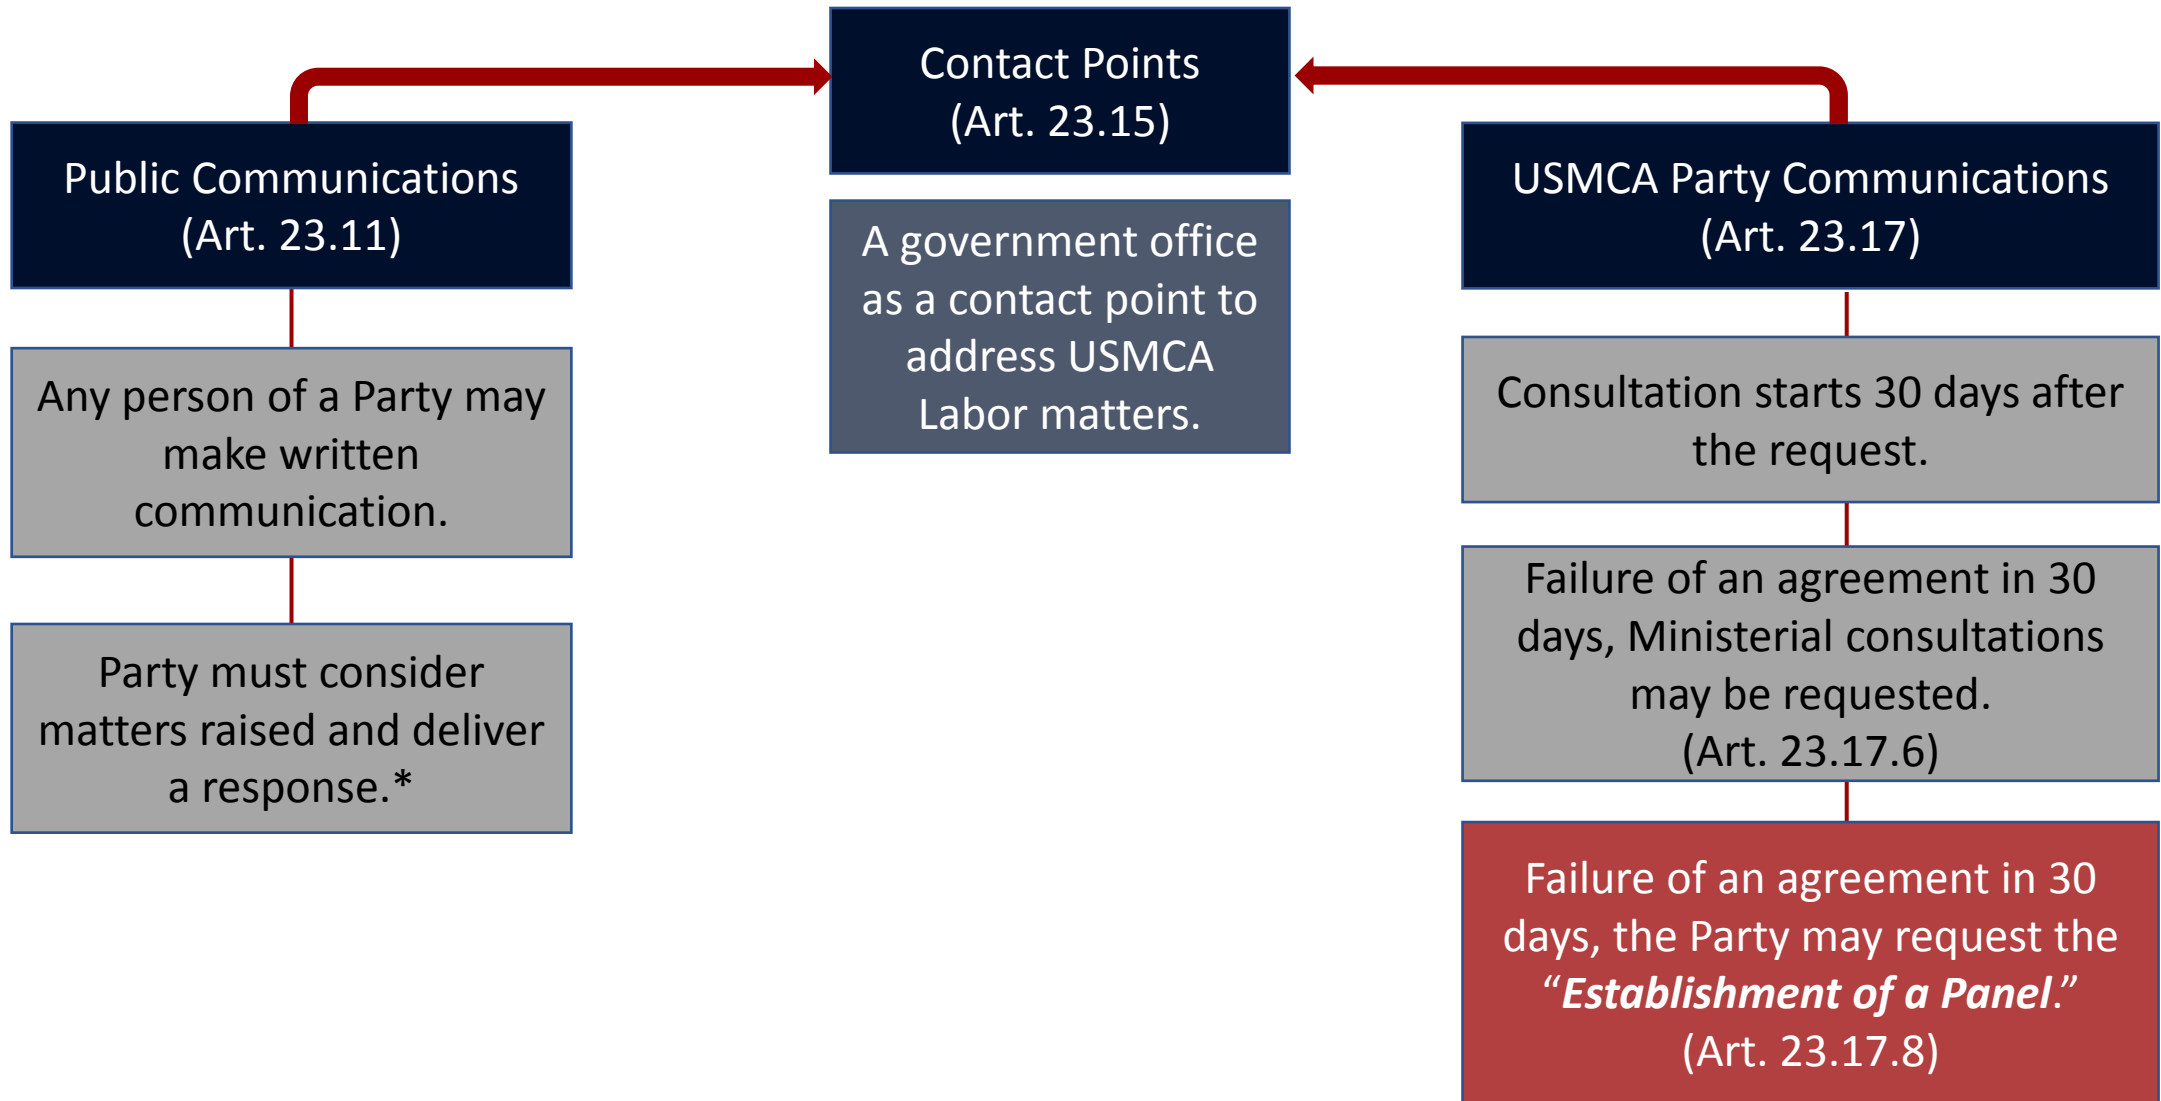 Contact Points
(Art. 23.15)
A government office
as a contact point to
address USMCA
Labor matters.
Public Communications
(Art. 23.11)
Any person of a Party may
make written
communication.
Party must consider
matters raised and deliver
a response.*
USMCA Party Communications
(Art. 23.17)
Consultation starts 30 days after
the request.
Failure of an agreement in 30
days, Ministerial consultations
may be requested.
(Art. 23.17.6)
Failure of an agreement in 30
days, the Party may request the
“Establishment of a Panel.”
(Art. 23.17.8)